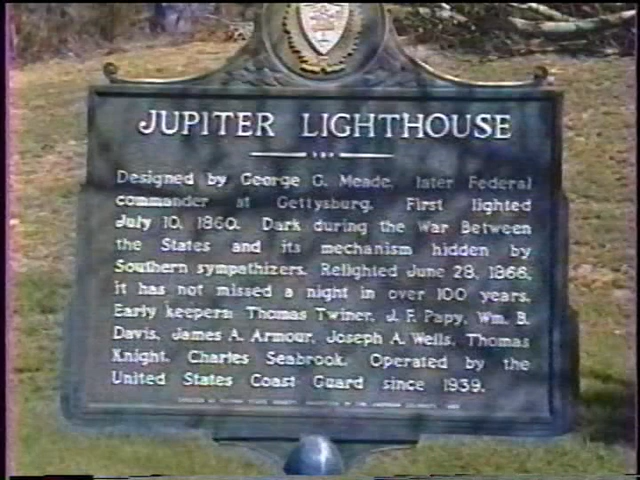 JUPITER LIGHTHOUSE
Designed by George G. Meade, later Federal
commander at Gettysburg. First lighted
July 10, 1860. Dark during the War Between
the States and its mechanism hidden by
Southern sympathizers. Relighted June 28, 1866,
it has not missed a night in over 100 years.
Early keepers: Thomas Twiner, J. F. Papy, Wm. B.
Davis, James A. Armour, Joseph A. Wells, Thomas
Knight, Charles Seabrook. Operated by the
United States Coast Guard since 1939.